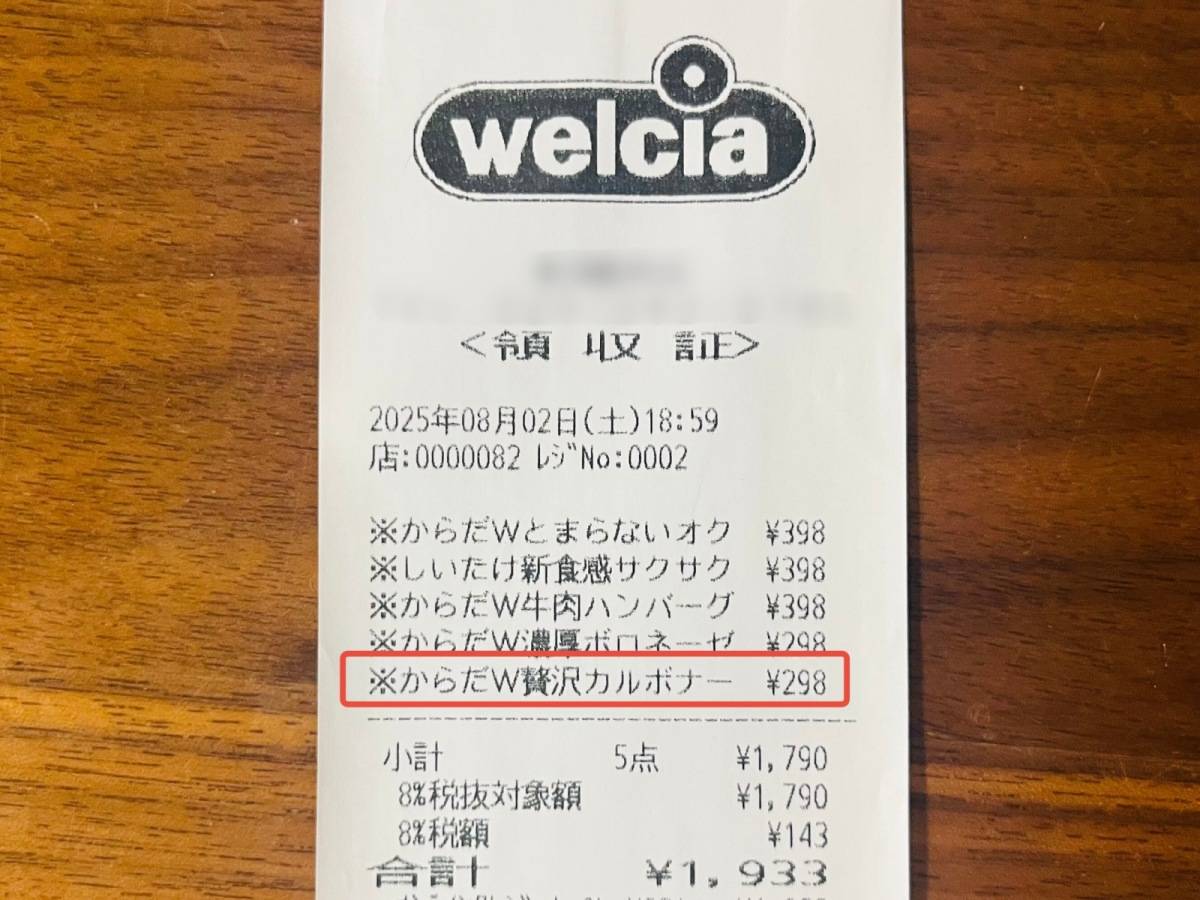 welcia
<領収証>
2025年08月02日(土)18:59
店:0000082 ﾚｼﾞNo:0002
※からだWとまらないオク ¥398
※しいたけ新食感サクサク ¥398
※からだW牛肉ハンバーグ ¥398
※からだW濃厚ボロネーゼ ¥298
※からだW贅沢カルボナー ¥298
小計 5点 ¥1,790
8%税抜対象額 ¥1,790
8%税額 ¥143
合計 ¥1,933